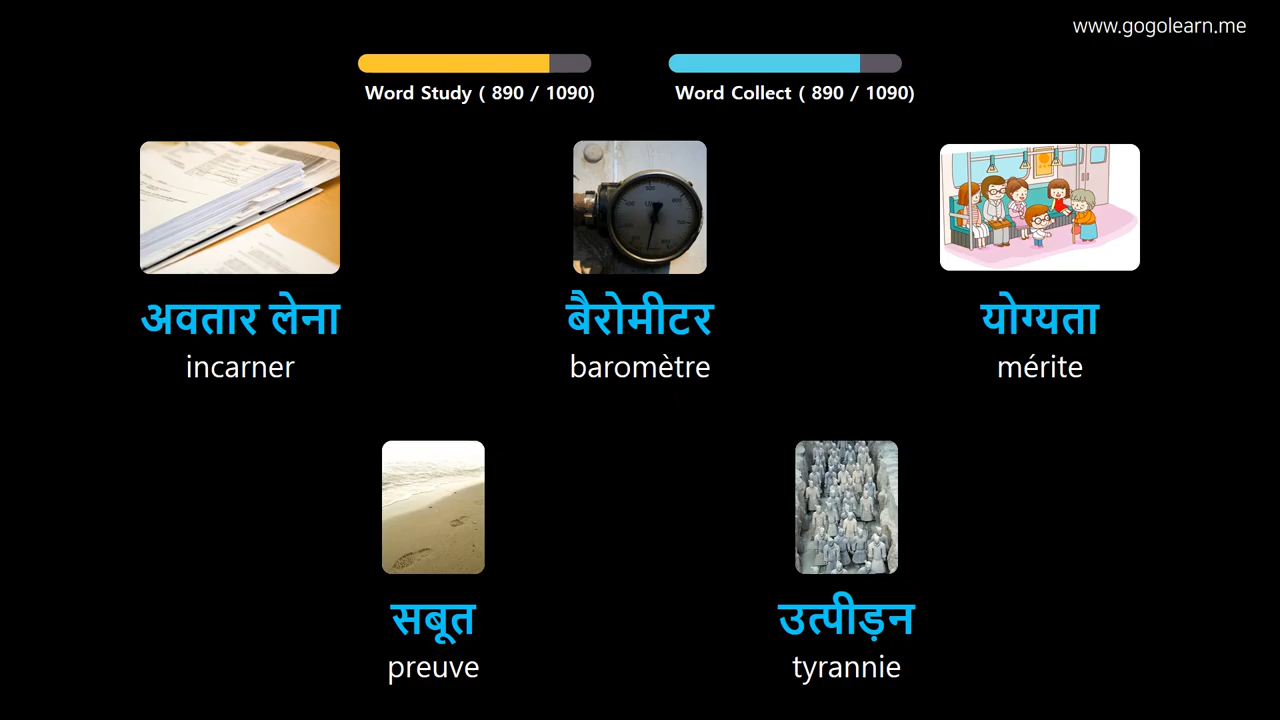 www.gogolearn.me
Word Study ( 890 / 1090)
Word Collect ( 890 / 1090)
अवतार लेना
incarner
बैरोमीटर
baromètre
योग्यता
mérite
सबूत
preuve
उत्पीड़न
tyrannie